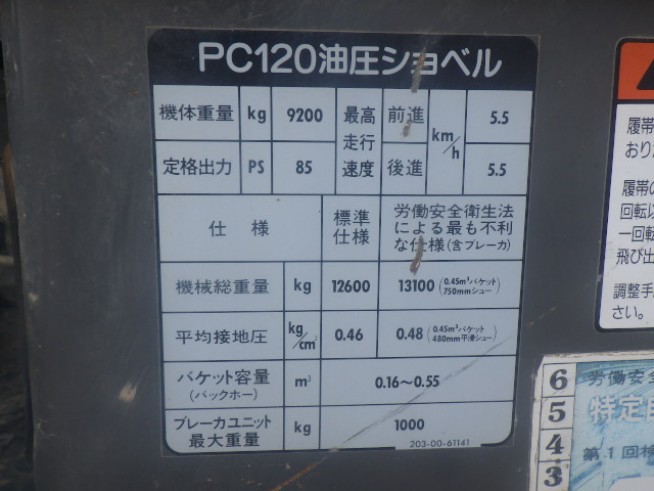 PC120油圧ショベル
機体重量 kg 9200 最高走行速度 前進 km/h 5.5
定格出力 PS 85 後進 5.5
仕様 標準仕様 労働安全衛生法による最も不利な仕様(含ブレーカ)
機械総重量 kg 12600 13100 (0.45m³バケット 750mmシュー)
平均接地圧 kg/cm² 0.46 0.48 (0.45m³バケット 480mm平滑シュー)
バケット容量(バックホー) m³ 0.16～0.55
ブレーカユニット最大重量 kg 1000
203-00-61141
履帯
おり
履帯の
回転以
一回転
飛び出
調整手
さい。
6 労働安全
5 特定自
4 第1回検
3